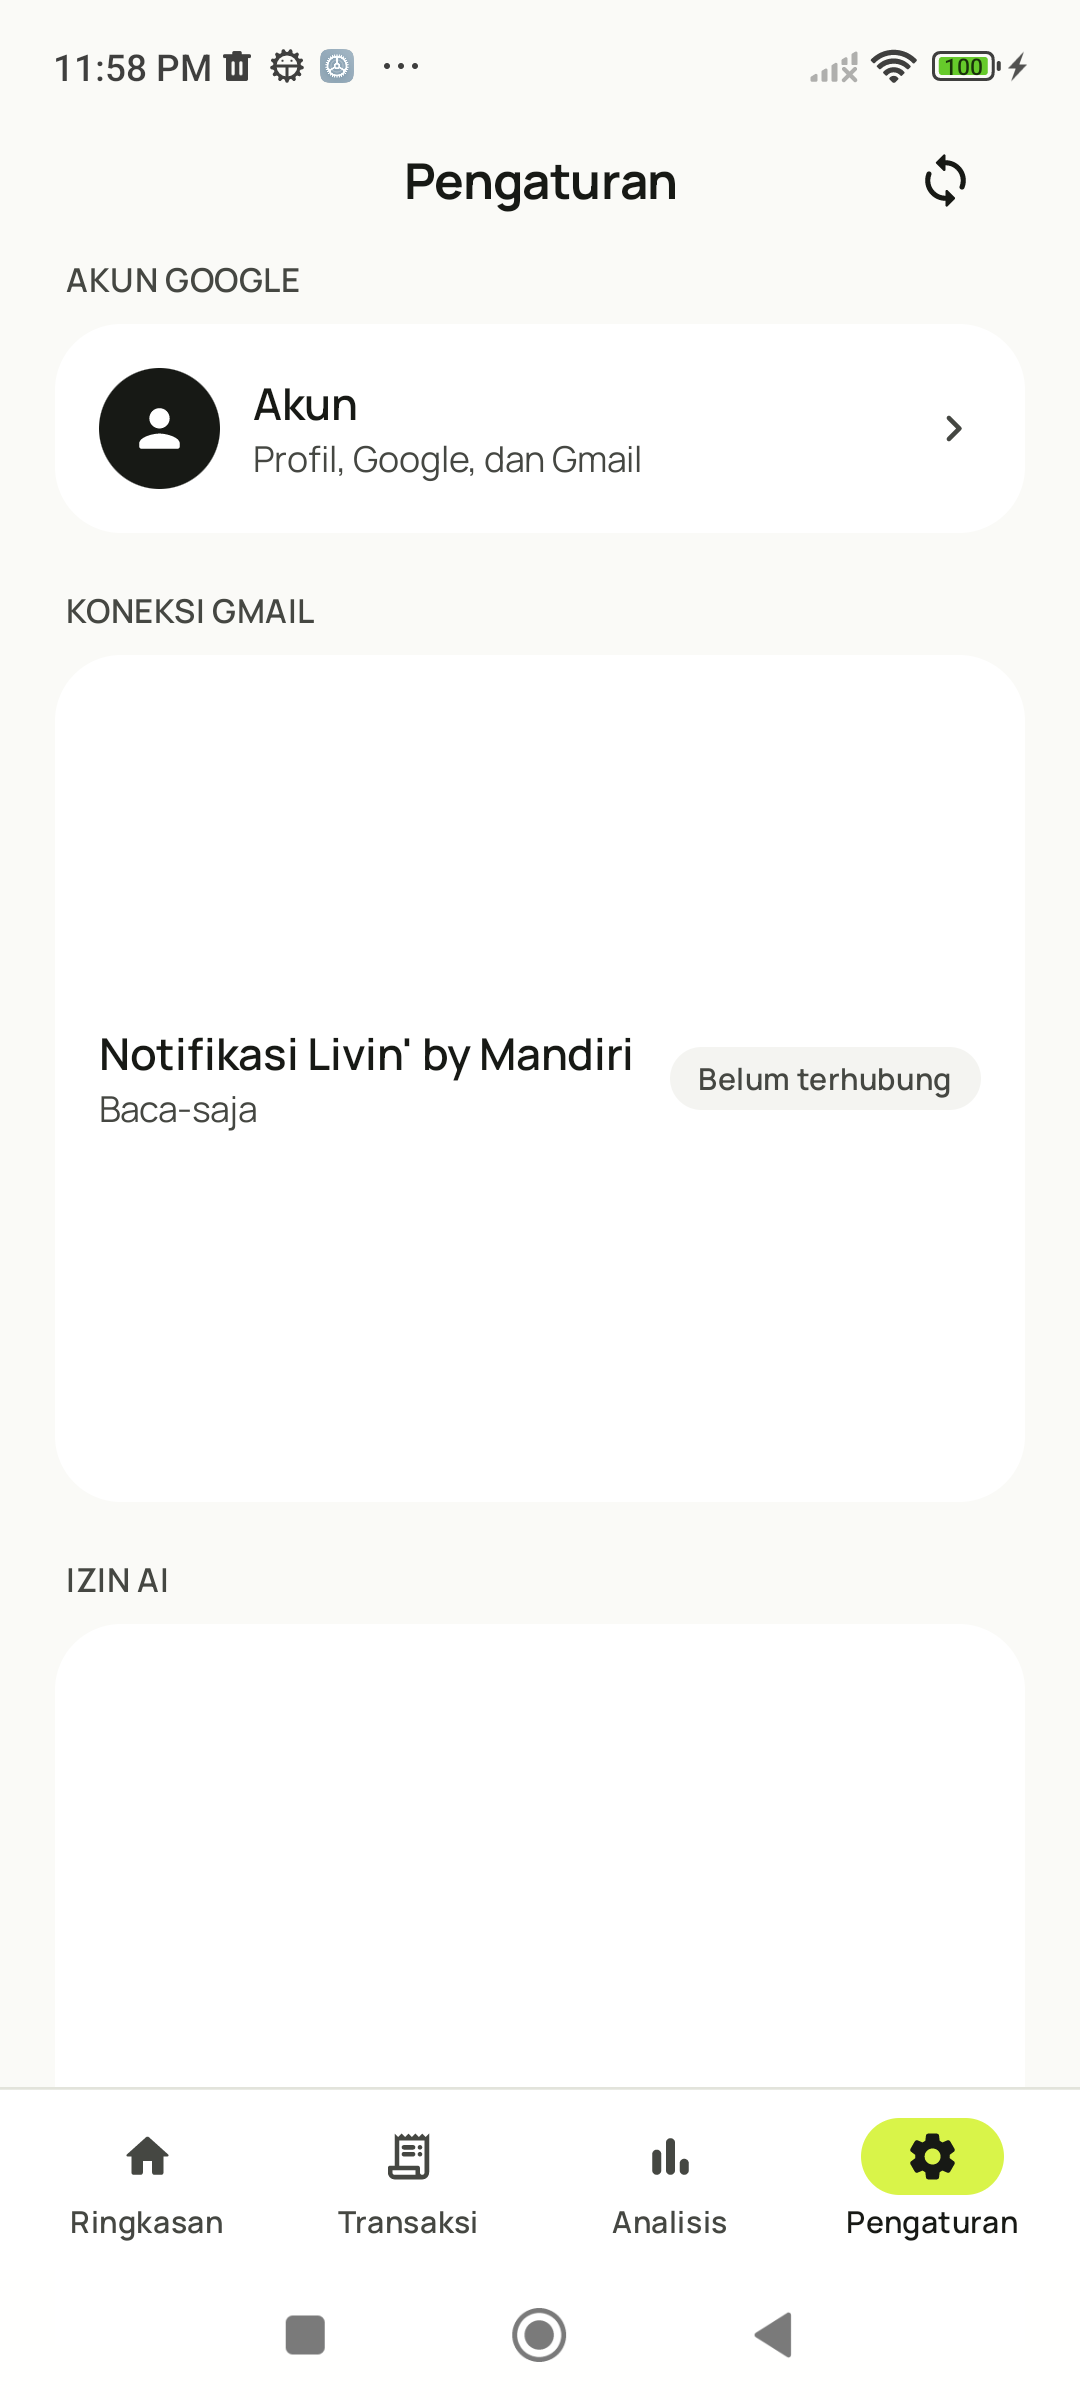 11:58 PM
100
Pengaturan
AKUN GOOGLE
Akun
Profil, Google, dan Gmail
KONEKSI GMAIL
Notifikasi Livin' by Mandiri
Baca-saja
Belum terhubung
IZIN AI
Ringkasan
Transaksi
Analisis
Pengaturan